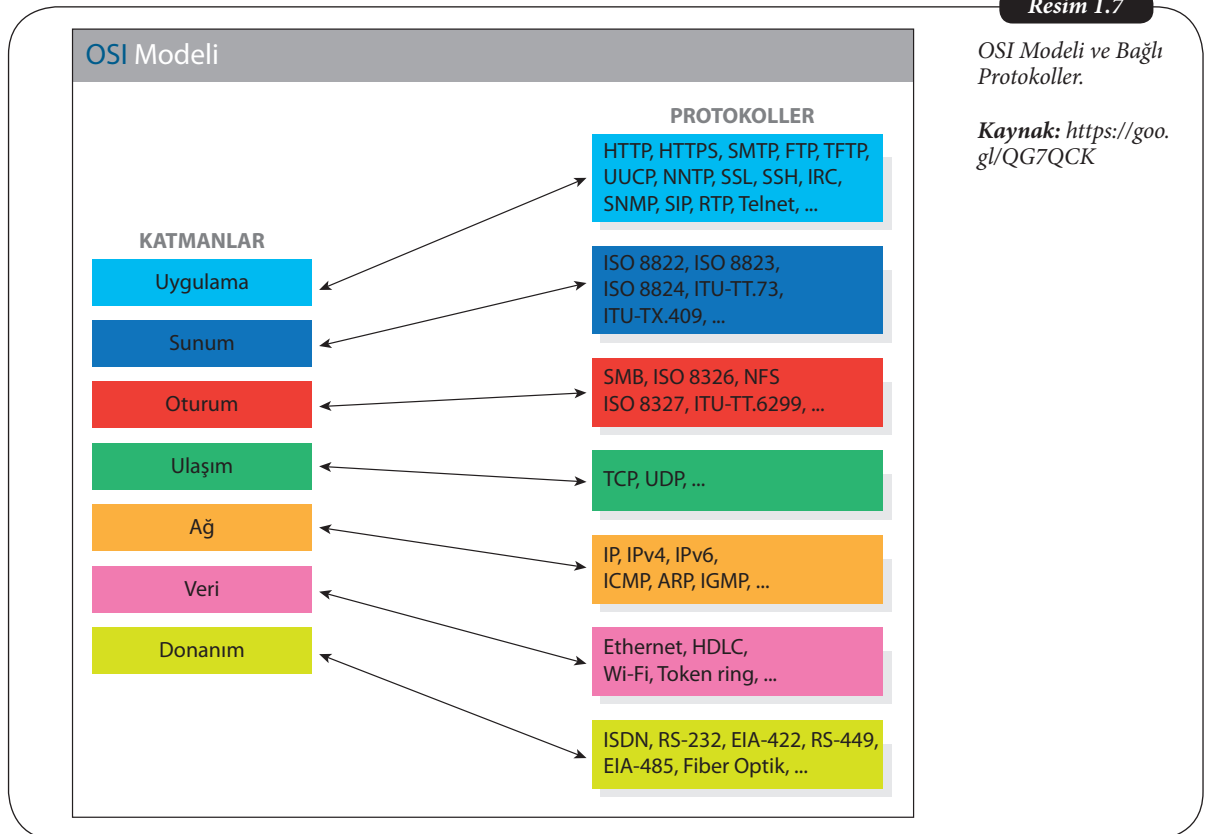 Resim 1.7
OSI Modeli ve Bağlı
Protokoller.
Kaynak: https://goo.
gl/QG7QCK
OSI Modeli
KATMANLAR
Uygulama
Sunum
Oturum
Ulaşım
Ağ
Veri
Donanım
PROTOKOLLER
HTTP, HTTPS, SMTP, FTP, TFTP,
UUCP, NNTP, SSL, SSH, IRC,
SNMP, SIP, RTP, Telnet, ...
ISO 8822, ISO 8823,
ISO 8824, ITU-TT.73,
ITU-TX.409, ...
SMB, ISO 8326, NFS
ISO 8327, ITU-TT.6299, ...
TCP, UDP, ...
IP, IPv4, IPv6,
ICMP, ARP, IGMP, ...
Ethernet, HDLC,
Wi-Fi, Token ring, ...
ISDN, RS-232, EIA-422, RS-449,
EIA-485, Fiber Optik, ...